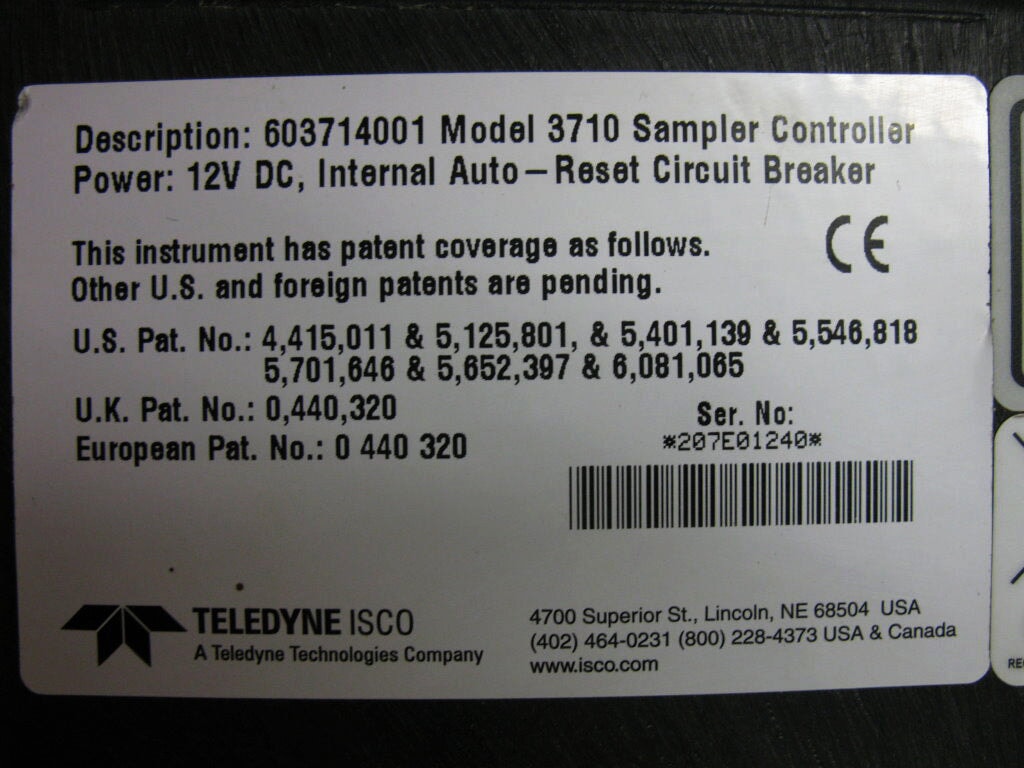 Description: 603714001 Model 3710 Sampler Controller
Power: 12V DC, Internal Auto-Reset Circuit Breaker
This instrument has patent coverage as follows.
Other U.S. and foreign patents are pending.
CE
U.S. Pat. No.: 4,415,011 & 5,125,801, & 5,401,139 & 5,546,818
5,701,646 & 5,652,397 & 6,081,065
U.K. Pat. No.: 0,440,320
European Pat. No.: 0 440 320
Ser. No:
*207E01240*
TELEDYNE ISCO
A Teledyne Technologies Company
4700 Superior St., Lincoln, NE 68504 USA
(402) 464-0231 (800) 228-4373 USA & Canada
www.isco.com